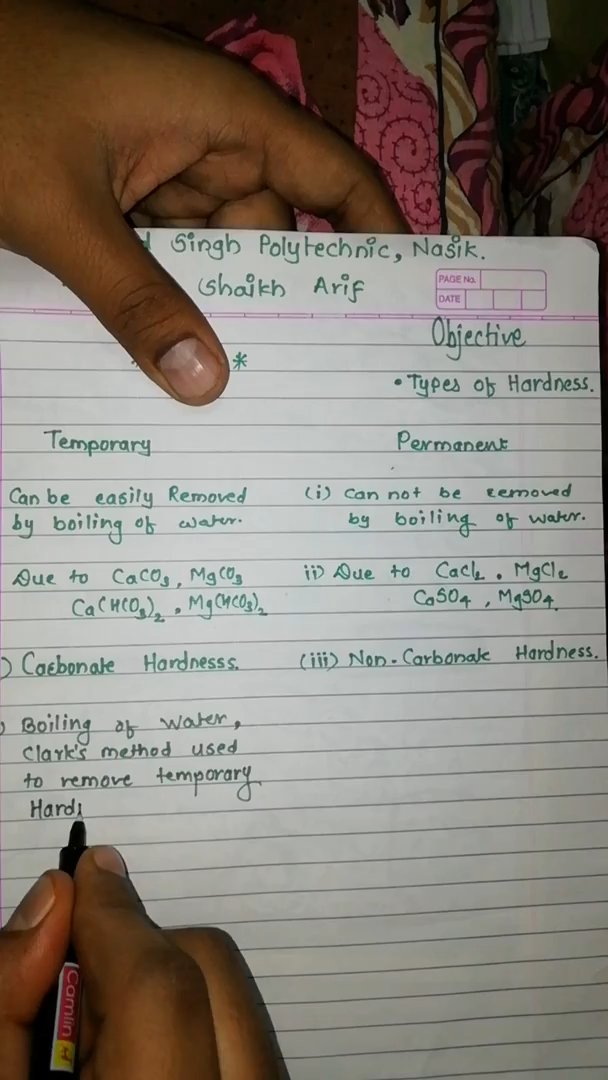 Singh Polytechnic, Nasik.
Shaikh Arif
PAGE No.
DATE
Objective
*
• Types of Hardness.
Temporary
Permanent
Can be easily Removed
by boiling of water.
(i) Can not be removed
by boiling of water.
Due to CaCO3, MgCO3
Ca(HCO3)2, Mg(HCO3)2
ii) Due to CaCl2, MgCl2
CaSO4, MgSO4
) Carbonate Hardnesss.
(iii) Non-Carbonate Hardness.
) Boiling of Water,
Clark's method used
to remove temporary
Hard
Camlin